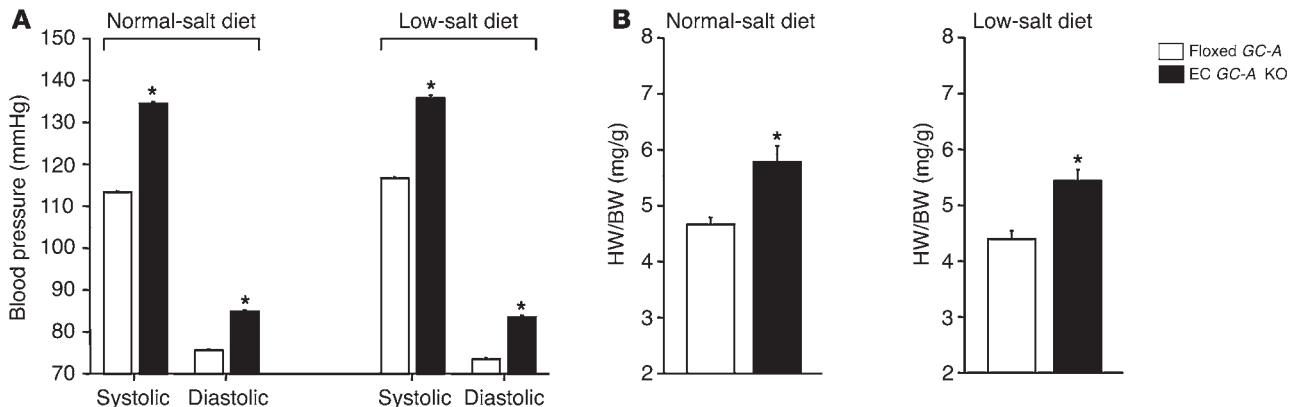 A
Normal-salt diet
Low-salt diet
Blood pressure (mmHg)
150
140
130
120
110
100
90
80
70
*
*
*
*
Systolic
Diastolic
Systolic
Diastolic
B
Normal-salt diet
HW/BW (mg/g)
8
7
6
5
4
3
2
*
Low-salt diet
HW/BW (mg/g)
8
7
6
5
4
3
2
*
Floxed GC-A
EC GC-A KO